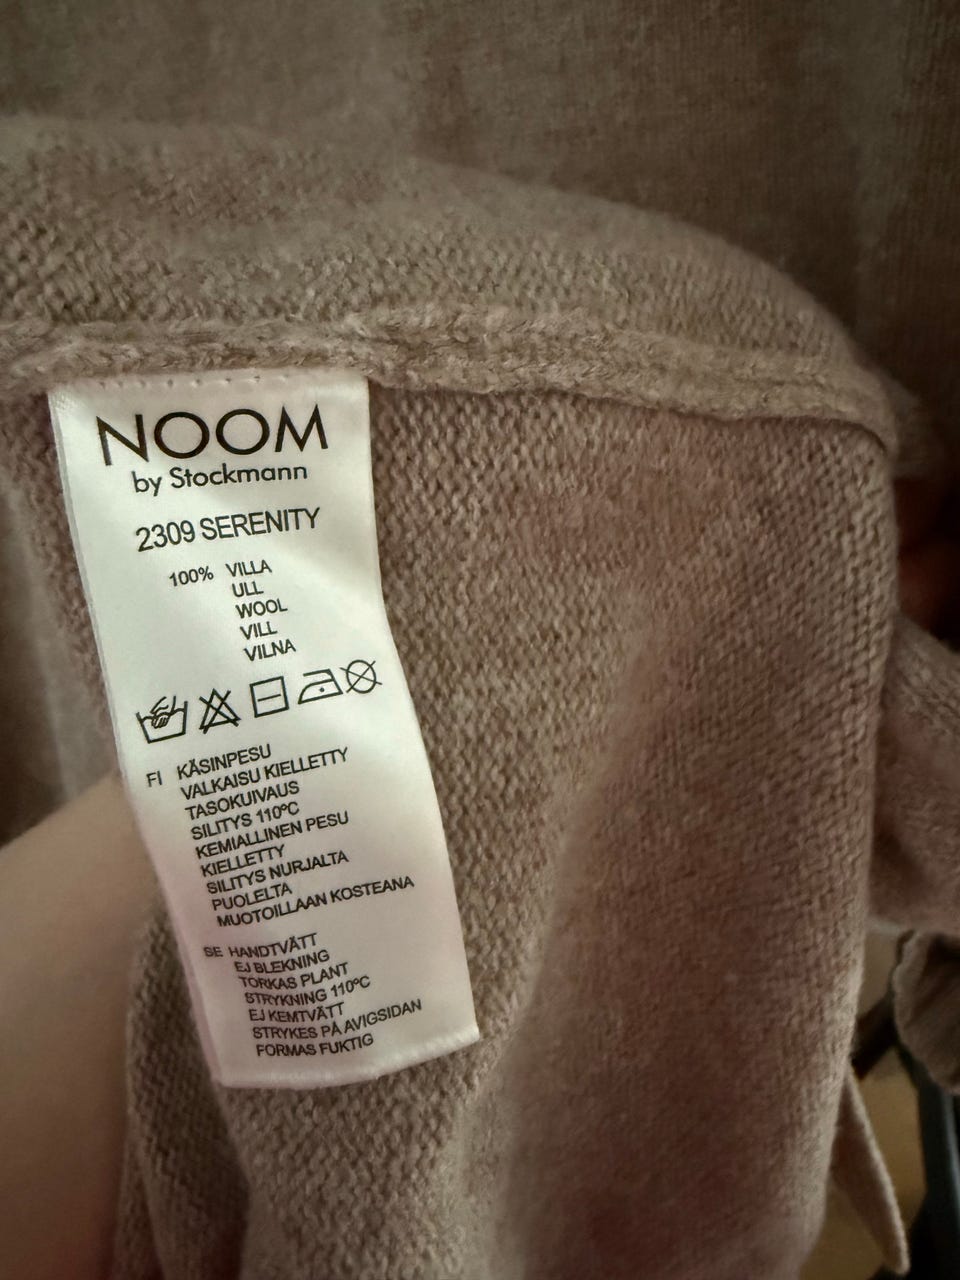 NOOM
by Stockmann
2309 SERENITY
100% VILLA
ULL
WOOL
VILL
VILNA
FI KÄSINPESU
VALKAISU KIELLETTY
TASOKUIVAUS
SILITYS 110ºC
KEMIALLINEN PESU
KIELLETTY
SILITYS NURJALTA
PUOLELTA
MUOTOILLAAN KOSTEANA
SE HANDTVÄTT
EJ BLEKNING
TORKAS PLANT
STRYKNING 110ºC
EJ KEMTVÄTT
STRYKES PÅ AVIGSIDAN
FORMAS FUKTIG